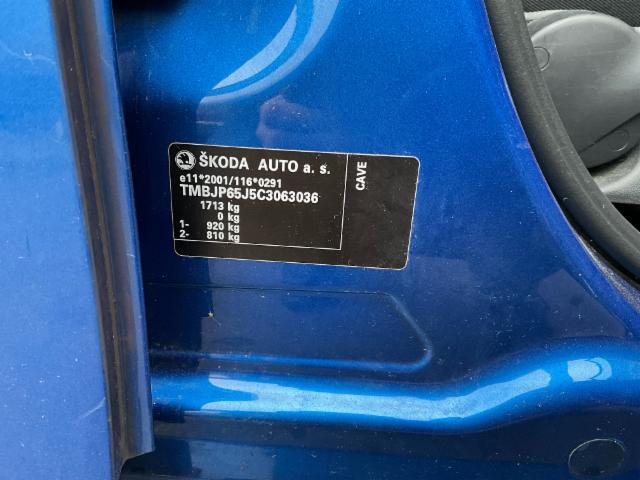 ŠKODA AUTO a. s.
e11*2001/116*0291
TMBJP65J5C3063036
1713 kg
0 kg
1- 920 kg
2- 810 kg
CAVE